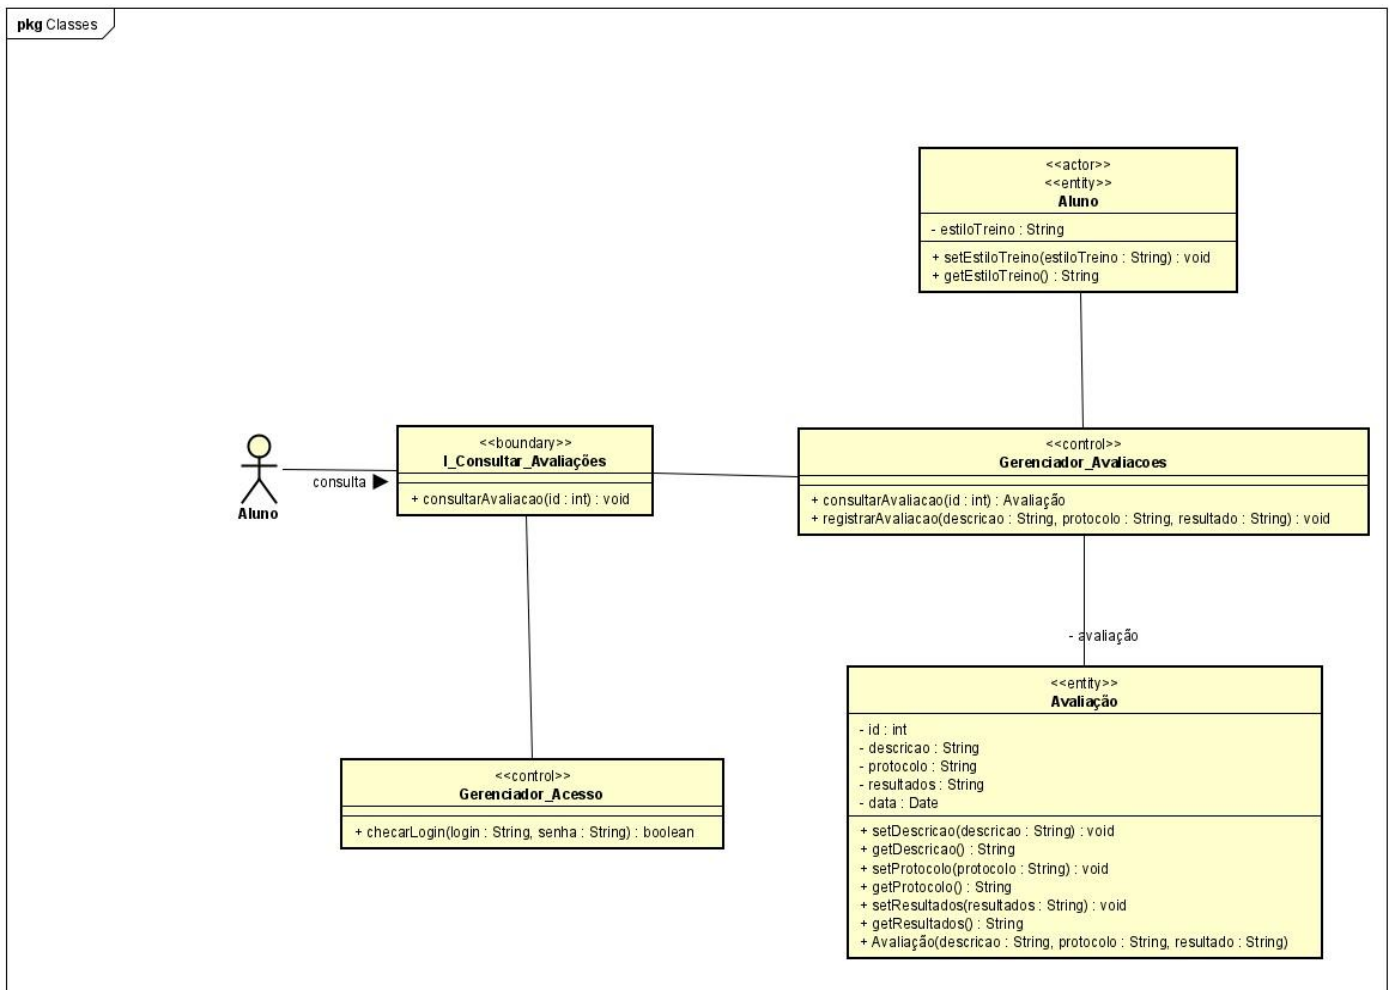 pkg Classes
<<actor>>
<<entity>>
Aluno
- estiloTreino : String
+ setEstiloTreino(estiloTreino : String) : void
+ getEstiloTreino() : String
Aluno
consulta
<<boundary>>
I_Consultar_Avaliações
+ consultarAvaliacao(id : int) : void
<<control>>
Gerenciador_Avaliacoes
+ consultarAvaliacao(id : int) : Avaliação
+ registrarAvaliacao(descricao : String, protocolo : String, resultado : String) : void
- avaliação
<<control>>
Gerenciador_Acesso
+ checarLogin(login : String, senha : String) : boolean
<<entity>>
Avaliação
- id : int
- descricao : String
- protocolo : String
- resultados : String
- data : Date
+ setDescricao(descricao : String) : void
+ getDescricao() : String
+ setProtocolo(protocolo : String) : void
+ getProtocolo() : String
+ setResultados(resultados : String) : void
+ getResultados() : String
+ Avaliação(descricao : String, protocolo : String, resultado : String)